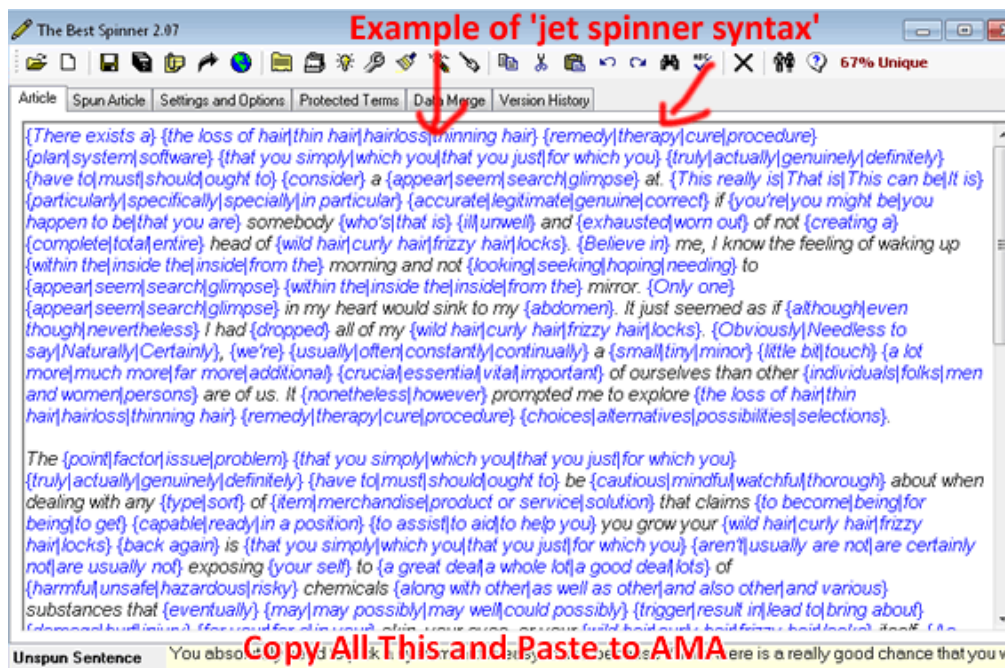 The Best Spinner 2.07
Example of 'jet spinner syntax'
67% Unique
Article Spun Article Settings and Options Protected Terms Data Merge Version History
{There exists a} {the loss of hair|thin hair|hairloss|thinning hair} {remedy|therapy|cure|procedure}
{plan|system|software} {that you simply|which you|that you just|for which you} {truly|actually|genuinely|definitely}
{have to|must|should|ought to} {consider} a {appear|seem|search|glimpse} at. {This really is|That is|This can be|It is}
{particularly|specifically|specially|in particular} {accurate|legitimate|genuine|correct} if {you're|you might be|you
happen to be|that you are} somebody {who's|that is} {ill|unwell} and {exhausted|worn out} of not {creating a}
{complete|total|entire} head of {wild hair|curly hair|frizzy hair|locks}. {Believe in} me, I know the feeling of waking up
{within the|inside the|inside|from the} morning and not {looking|seeking|hoping|needing} to
{appear|seem|search|glimpse} {within the|inside the|inside|from the} mirror. {Only one}
{appear|seem|search|glimpse} in my heart would sink to my {abdomen}. It just seemed as if {although|even
though|nevertheless} I had {dropped} all of my {wild hair|curly hair|frizzy hair|locks}. {Obviously|Needless to
say|Naturally|Certainly}, {we're} {usually|often|constantly|continually} a {small|tiny|minor} {little bit|touch} {a lot
more|much more|far more|additional} {crucial|essential|vital|important} of ourselves than other {individuals|folks|men
and women|persons} are of us. It {nonetheless|however} prompted me to explore {the loss of hair|thin
hair|hairloss|thinning hair} {remedy|therapy|cure|procedure} {choices|alternatives|possibilities|selections}.
The {point|factor|issue|problem} {that you simply|which you|that you just|for which you}
{truly|actually|genuinely|definitely} {have to|must|should|ought to} be {cautious|mindful|watchful|thorough} about when
dealing with any {type|sort} of {item|merchandise|product or service|solution} that claims {to become|being|for
being|to get} {capable|ready|in a position} {to assist|to aid|to help you} you grow your {wild hair|curly hair|frizzy
hair|locks} {back again} is {that you simply|which you|that you just|for which you} {aren't|usually are not|are certainly
not|are usually not} exposing {your self} to {a great deal|a whole lot|a good deal|lots} of
{harmful|unsafe|hazardous|risky} chemicals {along with other|as well as other|and also other|and various}
substances that {eventually} {may|may possibly|may well|could possibly} {trigger|result in|lead to|bring about}
Copy All This and Paste to AMA
Unspun Sentence You abso ere is a really good chance that you w